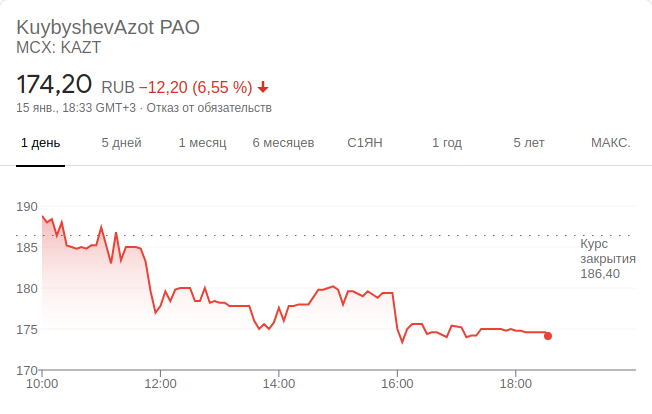 KuybyshevAzot PAO
MCX: KAZT
174,20 RUB −12,20 (6,55 %)
15 янв., 18:33 GMT+3 · Отказ от обязательств
1 день 5 дней 1 месяц 6 месяцев С1ЯН 1 год 5 лет МАКС.
190
185
180
175
170
Курс
закрытия
186,40
10:00 12:00 14:00 16:00 18:00